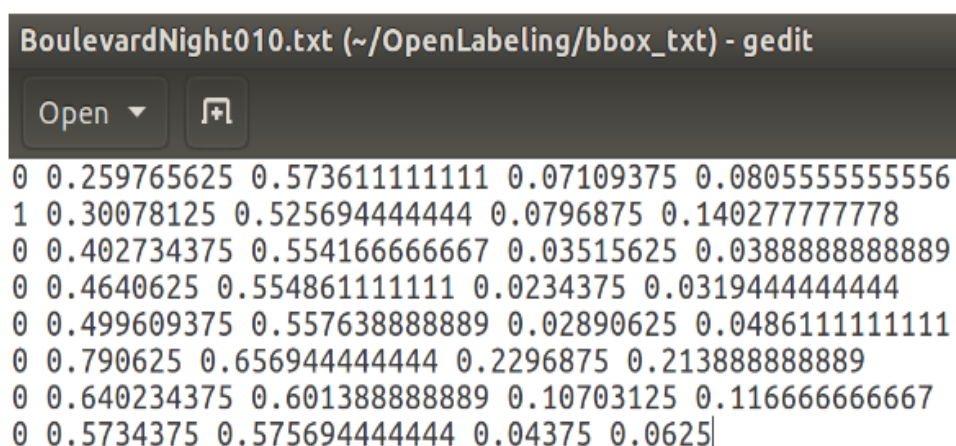 BoulevardNight010.txt (~/OpenLabeling/bbox_txt) - gedit
Open
0 0.259765625 0.573611111111 0.07109375 0.0805555555556
1 0.30078125 0.525694444444 0.0796875 0.140277777778
0 0.402734375 0.554166666667 0.03515625 0.0388888888889
0 0.4640625 0.554861111111 0.0234375 0.0319444444444
0 0.499609375 0.557638888889 0.02890625 0.0486111111111
0 0.790625 0.656944444444 0.2296875 0.213888888889
0 0.640234375 0.601388888889 0.10703125 0.116666666667
0 0.5734375 0.575694444444 0.04375 0.0625